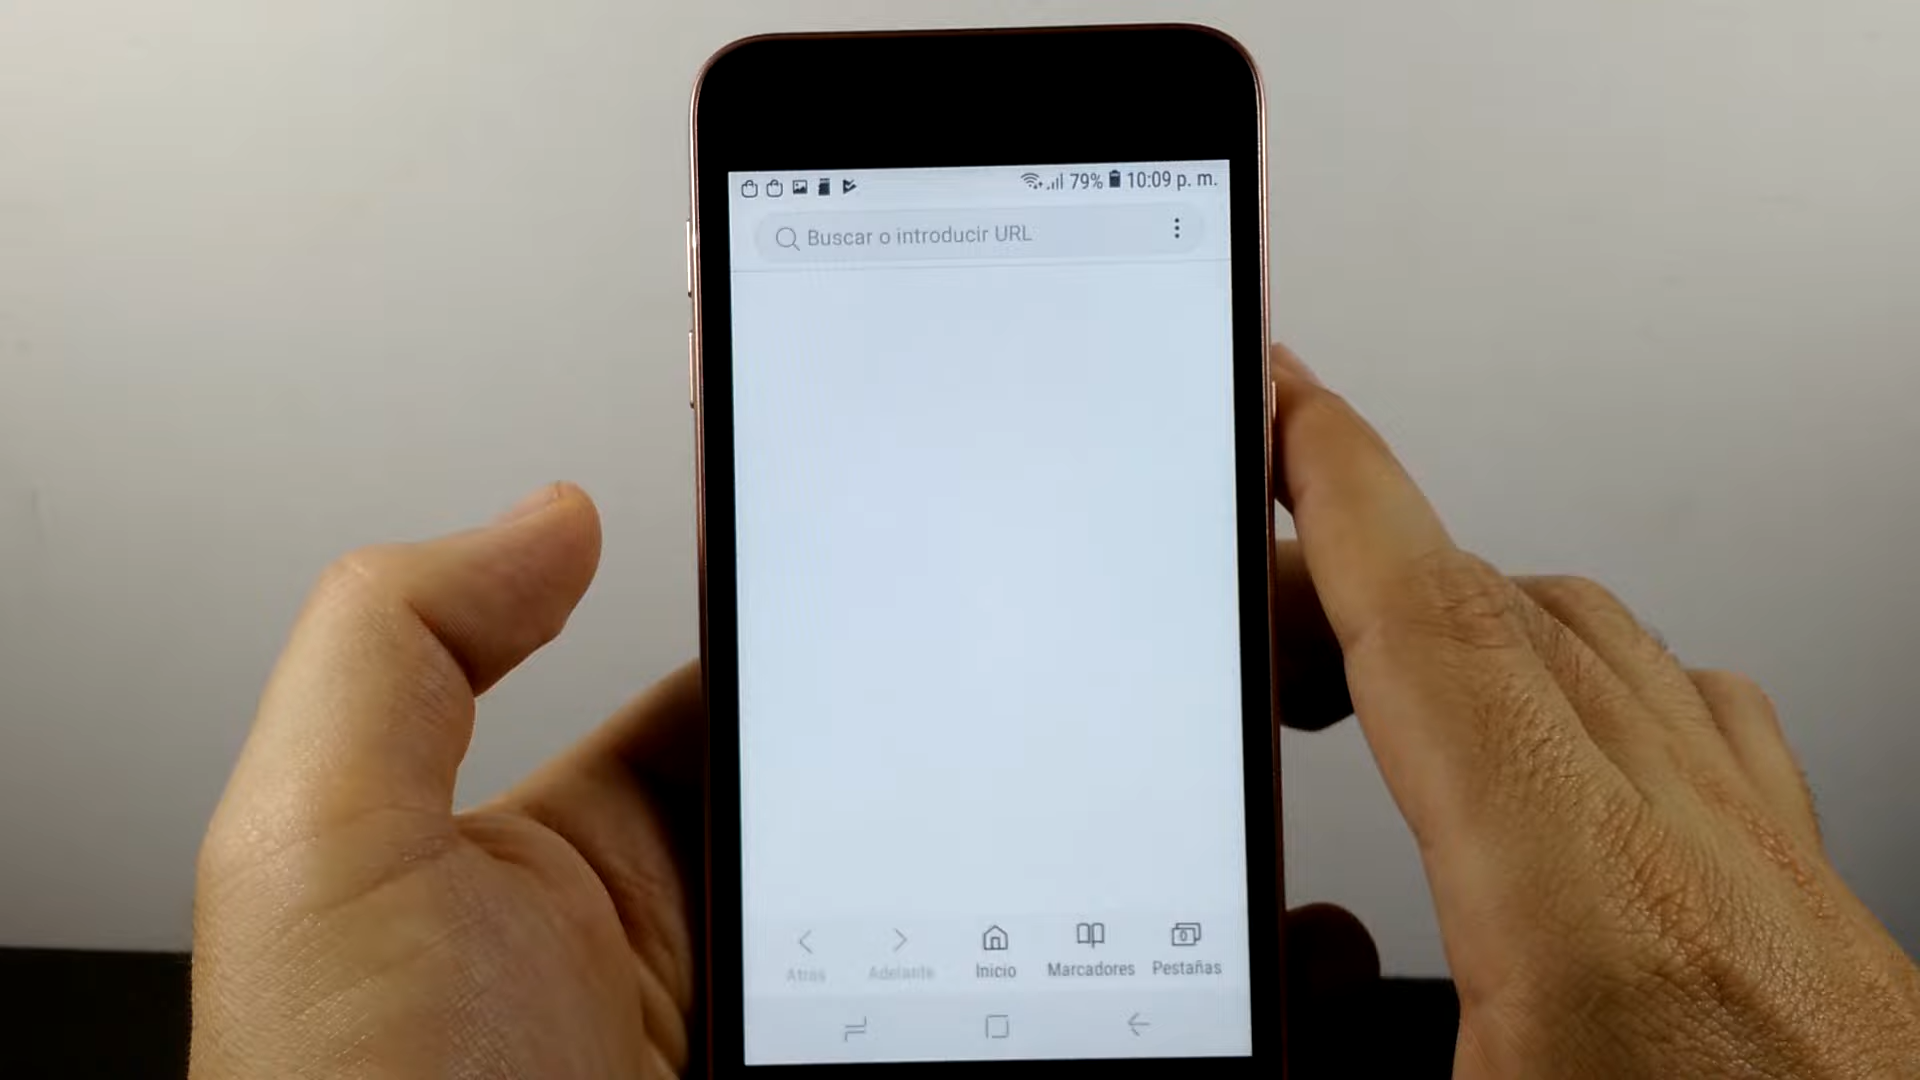 79% 10:09 p. m.
Buscar o introducir URL
Atrás Adelante Inicio Marcadores Pestañas
0